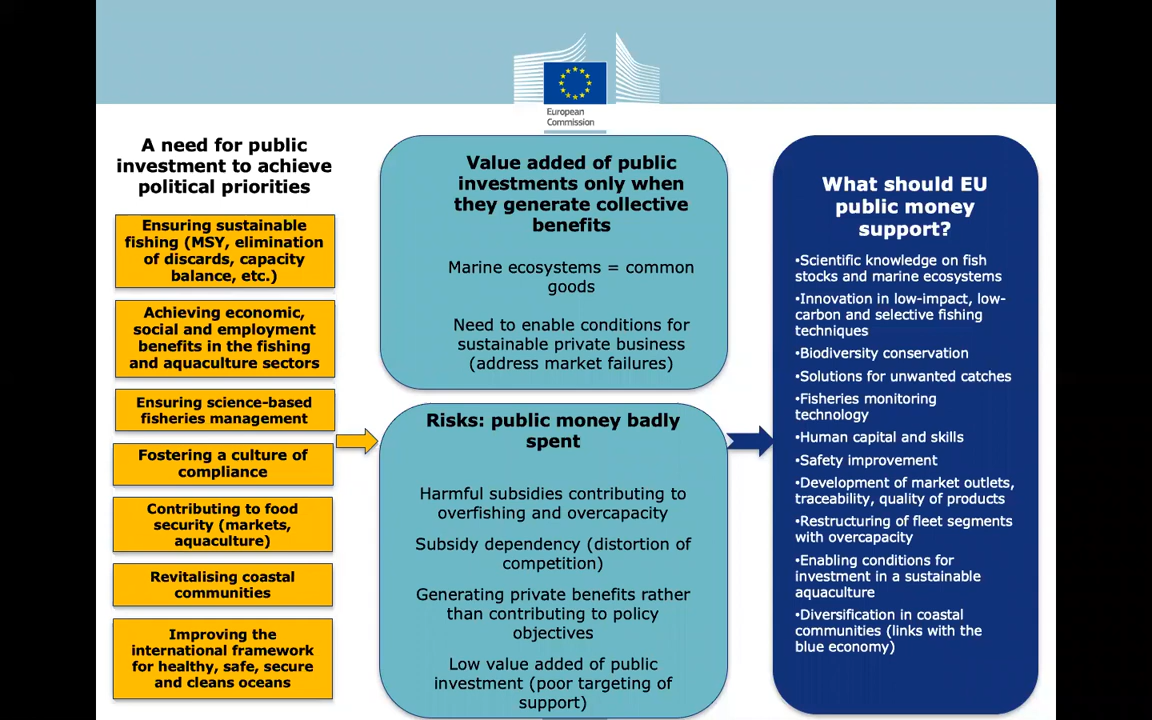 European
Commission
A need for public
investment to achieve
political priorities
Ensuring sustainable
fishing (MSY, elimination
of discards, capacity
balance, etc.)
Achieving economic,
social and employment
benefits in the fishing
and aquaculture sectors
Ensuring science-based
fisheries management
Fostering a culture of
compliance
Contributing to food
security (markets,
aquaculture)
Revitalising coastal
communities
Improving the
international framework
for healthy, safe, secure
and cleans oceans
Value added of public
investments only when
they generate collective
benefits
Marine ecosystems = common
goods
Need to enable conditions for
sustainable private business
(address market failures)
Risks: public money badly
spent
Harmful subsidies contributing to
overfishing and overcapacity
Subsidy dependency (distortion of
competition)
Generating private benefits rather
than contributing to policy
objectives
Low value added of public
investment (poor targeting of
support)
What should EU
public money
support?
•Scientific knowledge on fish
stocks and marine ecosystems
•Innovation in low-impact, low-
carbon and selective fishing
techniques
•Biodiversity conservation
•Solutions for unwanted catches
•Fisheries monitoring
technology
•Human capital and skills
•Safety improvement
•Development of market outlets,
traceability, quality of products
•Restructuring of fleet segments
with overcapacity
•Enabling conditions for
investment in a sustainable
aquaculture
•Diversification in coastal
communities (links with the
blue economy)